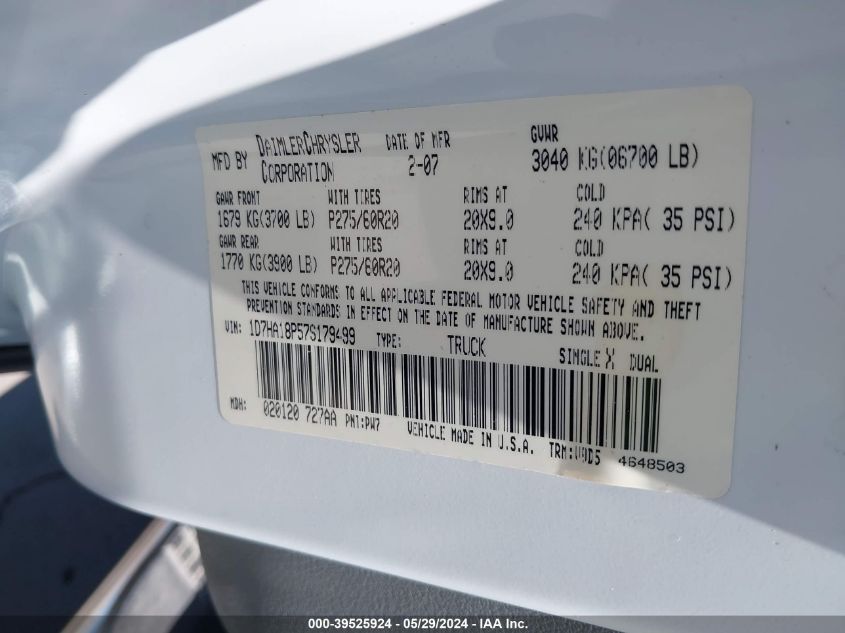 MFD BY DAIMLERCHRYSLER CORPORATION DATE OF MFR 2-07 GVWR 3040 KG(06700 LB)
GAWR FRONT WITH TIRES RIMS AT COLD
1679 KG(3700 LB) P275/60R20 20X9.0 240 KPA( 35 PSI)
GAWR REAR WITH TIRES RIMS AT COLD
1770 KG(3900 LB) P275/60R20 20X9.0 240 KPA( 35 PSI)
THIS VEHICLE CONFORMS TO ALL APPLICABLE FEDERAL MOTOR VEHICLE SAFETY AND THEFT
PREVENTION STANDARDS IN EFFECT ON THE DATE OF MANUFACTURE SHOWN ABOVE.
VIN: 1D7HA18P57S179499 TYPE: TRUCK SINGLE X DUAL
MDH: 020120 727AA PNT:PW7 VEHICLE MADE IN U.S.A. TRM: 4648503
000-39525924 - 05/29/2024 - IAA Inc.